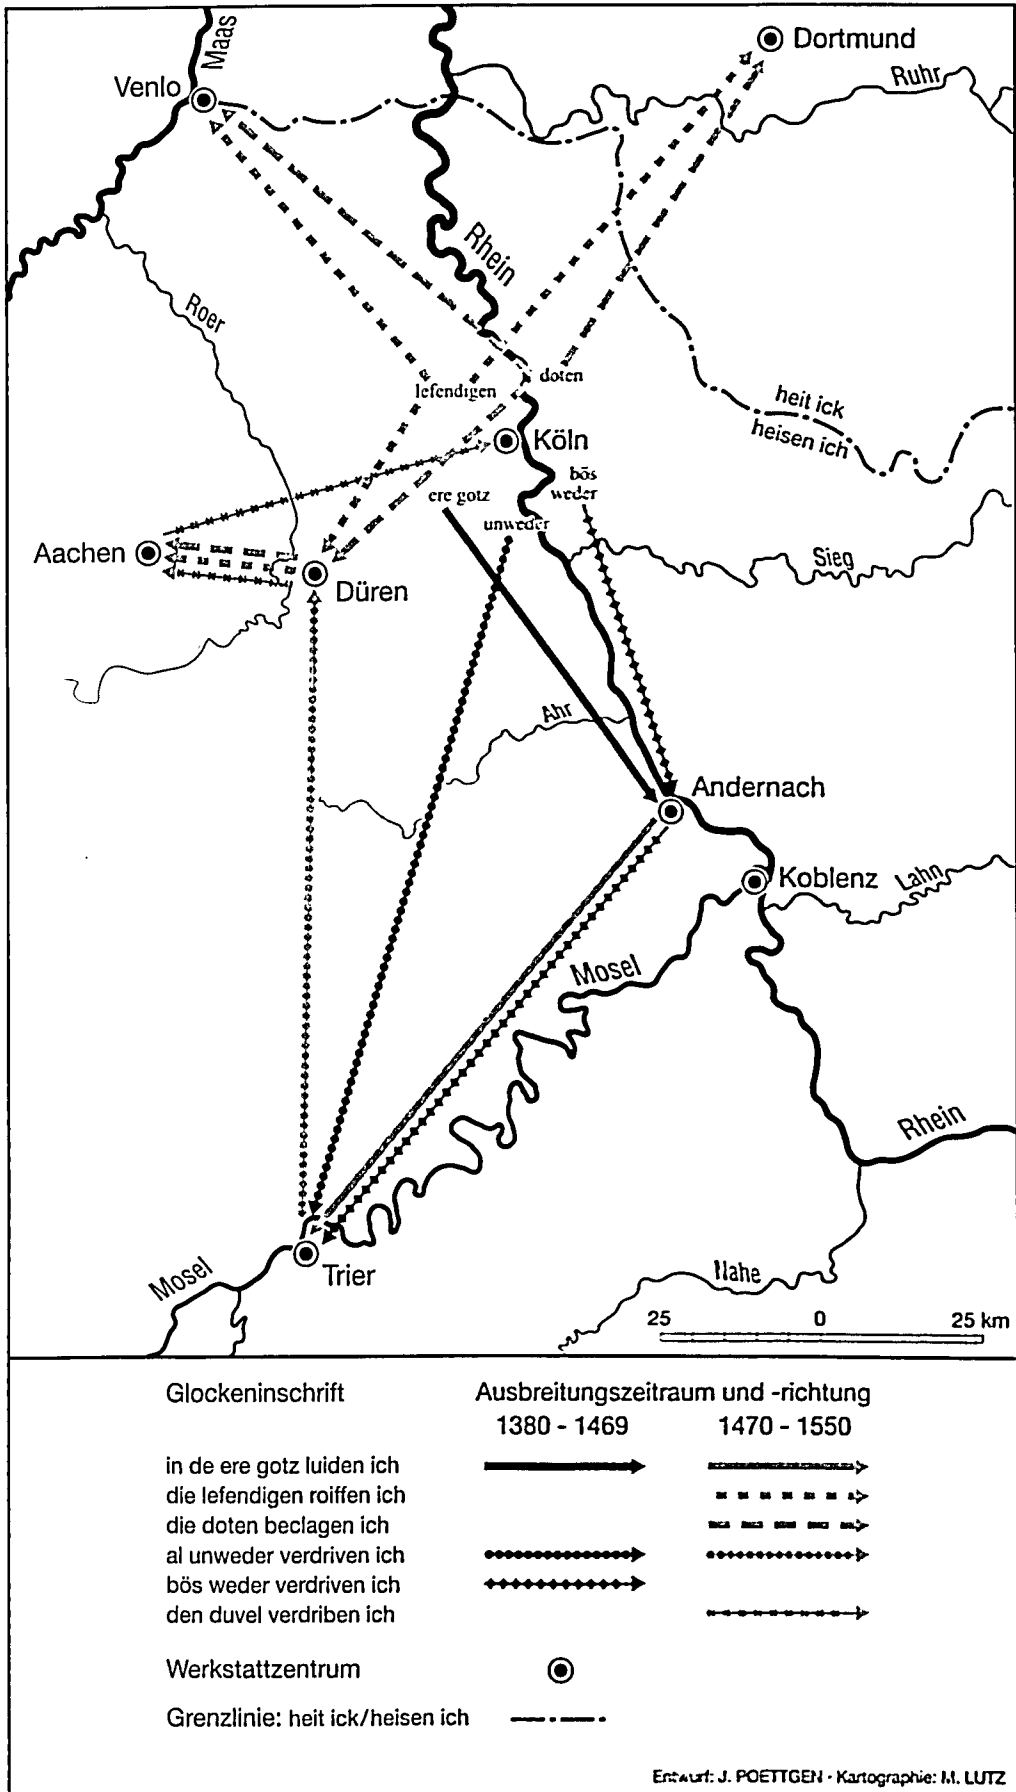 Maas
Dortmund
Venlo
Ruhr
Rhein
Roer
doten
lefendigen
heit ick
heisen ich
Köln
bös
weder
ere gotz
unweder
Aachen
Sieg
Düren
Ahr
Andernach
Koblenz
Lahn
Mosel
Rhein
Mosel
Trier
Nahe
25 0 25 km
Glockeninschrift Ausbreitungszeitraum und -richtung
1380 - 1469 1470 - 1550
in de ere gotz luiden ich
die lefendigen roiffen ich
die doten beclagen ich
al unweder verdriven ich
bös weder verdriven ich
den duvel verdriben ich
Werkstattzentrum
Grenzlinie: heit ick/heisen ich
Entwurf: J. POETTGEN · Kartographie: M. LUTZ